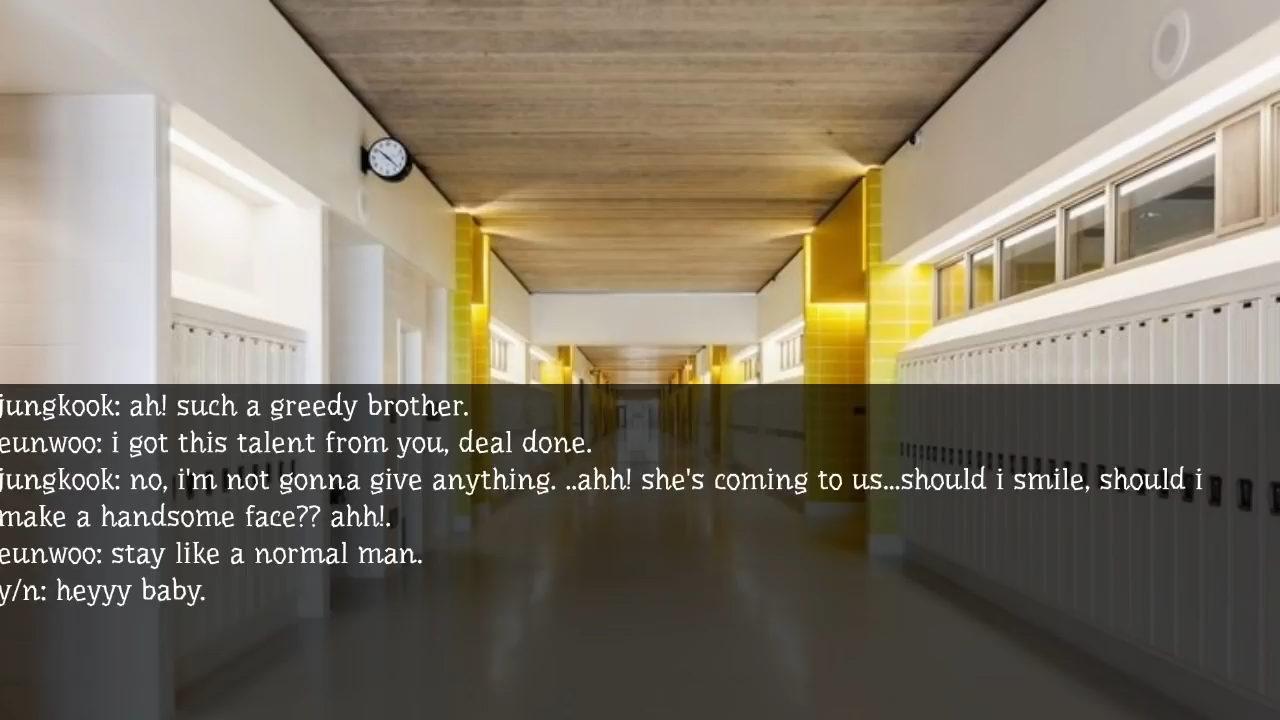 jungkook: ah! such a greedy brother.
eunwoo: i got this talent from you, deal done.
jungkook: no, i'm not gonna give anything. ..ahh! she's coming to us...should i smile, should i
make a handsome face?? ahh!.
eunwoo: stay like a normal man.
y/n: heyyy baby.